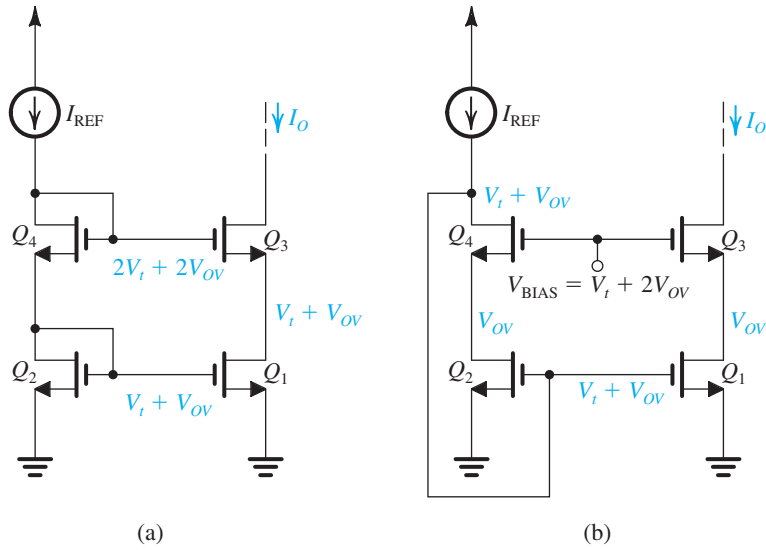 I_REF
I_O
Q_4
Q_3
2V_t + 2V_OV
V_t + V_OV
Q_2
Q_1
V_t + V_OV
(a)
I_REF
I_O
V_t + V_OV
Q_4
Q_3
V_BIAS = V_t + 2V_OV
V_OV
V_OV
Q_2
Q_1
V_t + V_OV
(b)